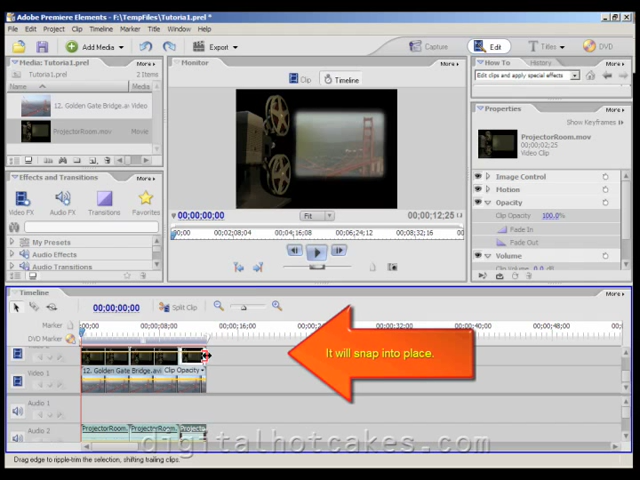 Adobe Premiere Elements - F:\TempFiles\Tutoria1.prel *
File Edit Project Clip Timeline Marker Title Window Help
Add Media Export Capture Edit Titles DVD
Media: Tutoria1.prel More
Tutoria1.prel 2 Items
Name Media
12. Golden Gate Bridge.avi Video
ProjectorRoom.mov Movie
Monitor More
Clip Timeline
How To History
Edit clips and apply special effects
Properties More
Show Keyframes
ProjectorRoom.mov
00;00;02;25
Video Clip
Image Control
Motion
Opacity
Clip Opacity 100.0%
Fade In
Fade Out
Volume
Clip Volume 0.0 dB
Effects and Transitions More
Video FX Audio FX Transitions Favorites
My Presets
Audio Effects
Audio Transitions
00;00;00;00 Fit 00;00;12;25
00;00 00;02;08;04 00;04;16;08 00;06;24;12 00;08;32;16 00;
Timeline More
00;00;00;00 Split Clip
Marker 00;00 00;00;08;00 00;00;16;00 00;00;32;00 00;00;40;00 00;00;48;00
DVD Marker
It will snap into place.
12. Golden Gate Bridge.avi Clip Opacity
Video 1
Audio 1
Audio 2 ProjectorRoom. ProjectorRoom.
digitalhotcakes.com
Drag edge to ripple-trim the selection, shifting trailing clips.